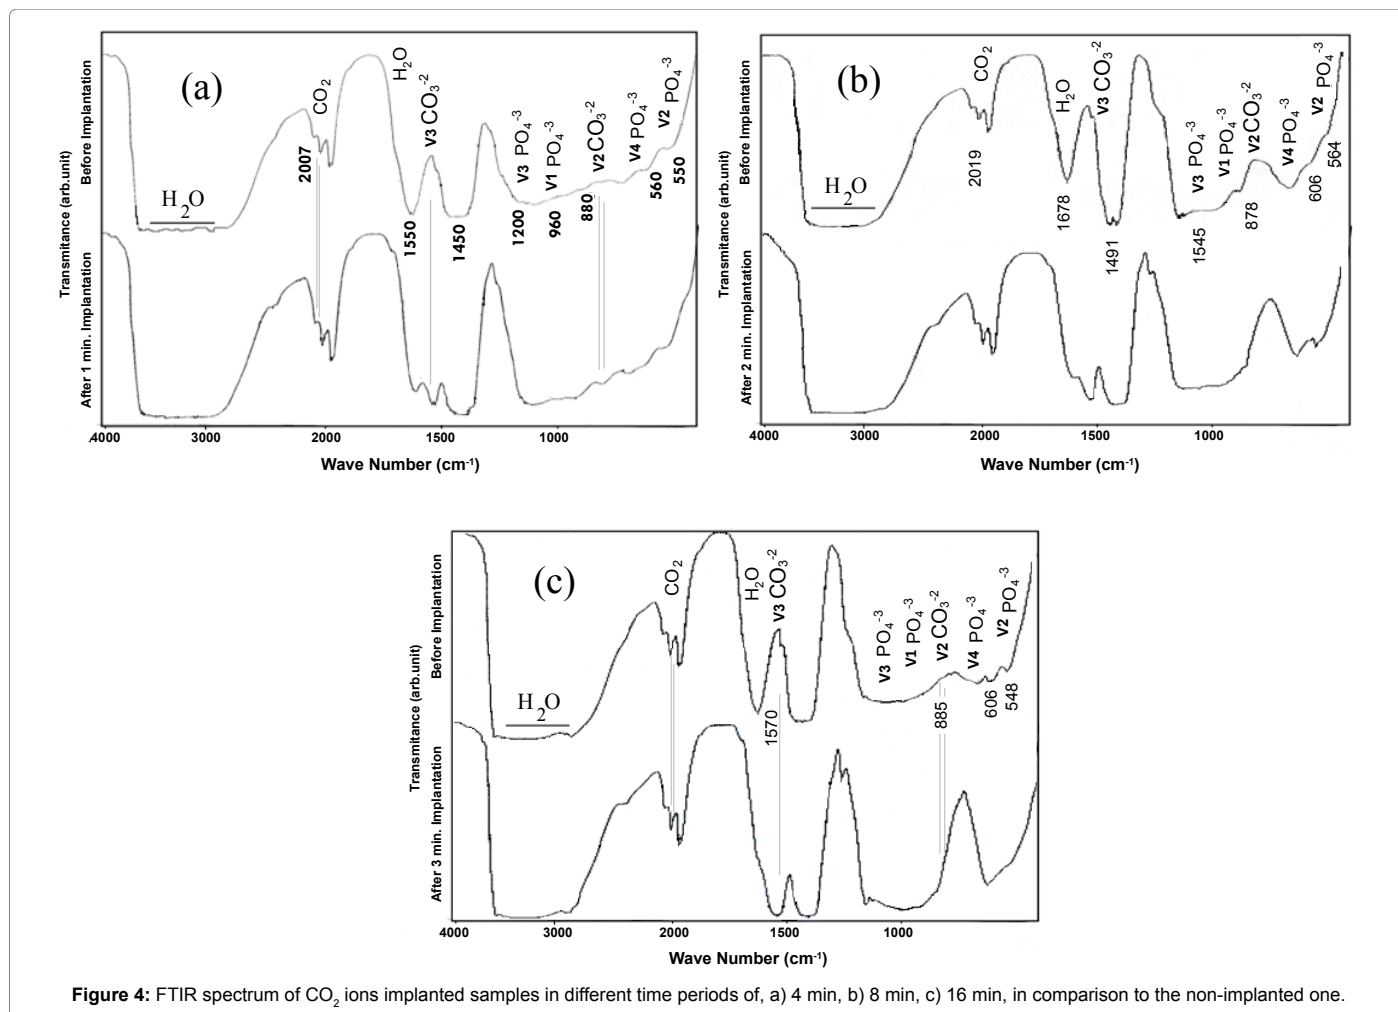 (a)
Transmitance (arb.unit)
Before Implantation
After 1 min. Implantation
H2O
CO2
2007
H2O
V3 CO3-2
1550
1450
V3 PO4-3
1200
V1 PO4-3
960
V2 CO3-2
880
V4 PO4-3
560
V2 PO4-3
550
4000 3000 2000 1500 1000
Wave Number (cm-1)
(b)
Transmitance (arb.unit)
Before Implantation
After 2 min. Implantation
H2O
CO2
2019
H2O
1678
V3 CO3-2
1491
V3 PO4-3
1545
V1 PO4-3
V2 CO3-2
878
V4 PO4-3
606
V2 PO4-3
564
4000 3000 2000 1500 1000
Wave Number (cm-1)
(c)
Transmitance (arb.unit)
Before Implantation
After 3 min. Implantation
H2O
CO2
H2O
V3 CO3-2
1570
V3 PO4-3
V1 PO4-3
V2 CO3-2
885
V4 PO4-3
606
V2 PO4-3
548
4000 3000 2000 1500 1000
Wave Number (cm-1)
Figure 4: FTIR spectrum of CO2 ions implanted samples in different time periods of, a) 4 min, b) 8 min, c) 16 min, in comparison to the non-implanted one.